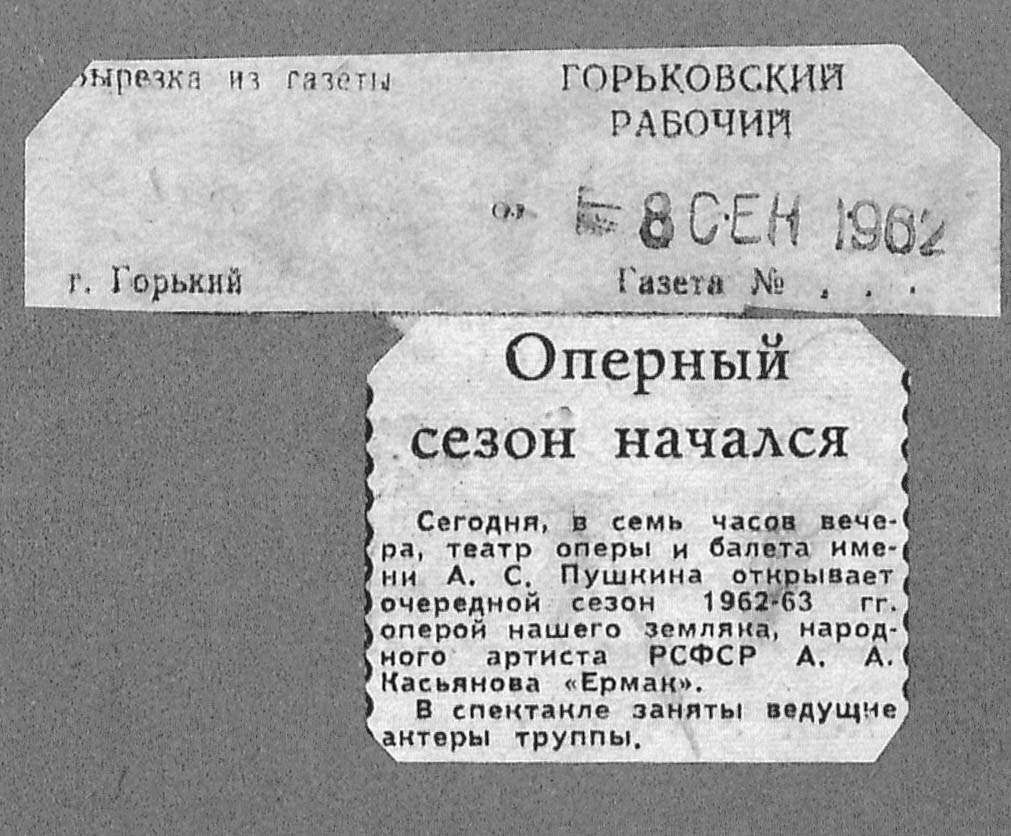 Вырезка из газеты
ГОРЬКОВСКИЙ
РАБОЧИЙ
от
8 СЕН 1962
г. Горький
Газета № . . .
Оперный
сезон начался
Сегодня, в семь часов вече-
ра, театр оперы и балета име-
ни А. С. Пушкина открывает
очередной сезон 1962-63 гг.
оперой нашего земляка, народ-
ного артиста РСФСР А. А.
Касьянова «Ермак».
В спектакле заняты ведущие
актеры труппы.